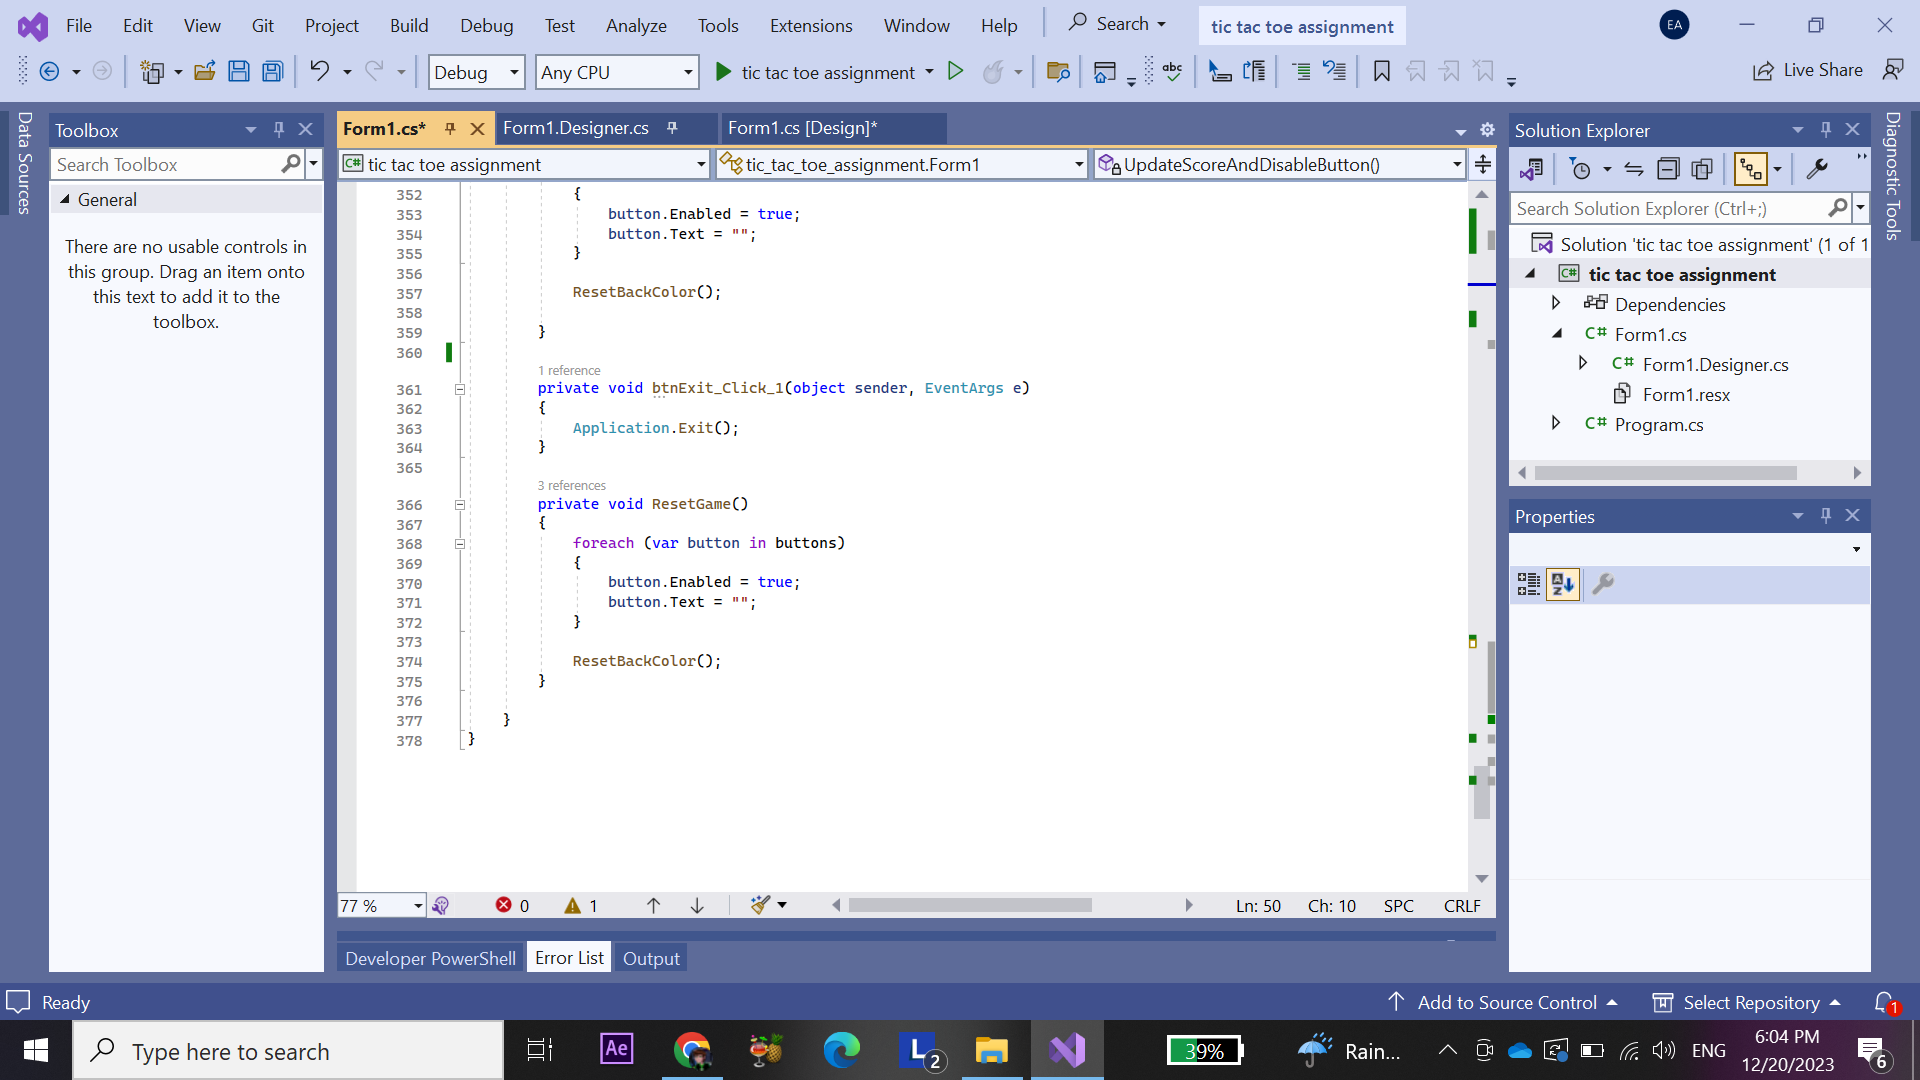 File Edit View Git Project Build Debug Test Analyze Tools Extensions Window Help Search tic tac toe assignment EA
Debug Any CPU tic tac toe assignment abc Live Share
Data Sources
Toolbox
Search Toolbox
General
There are no usable controls in
this group. Drag an item onto
this text to add it to the
toolbox.
Form1.cs* Form1.Designer.cs Form1.cs [Design]*
C# tic tac toe assignment tic_tac_toe_assignment.Form1 UpdateScoreAndDisableButton()
352 {
353 button.Enabled = true;
354 button.Text = "";
355 }
356
357 ResetBackColor();
358
359 }
360
1 reference
361 private void btnExit_Click_1(object sender, EventArgs e)
362 {
363 Application.Exit();
364 }
365
3 references
366 private void ResetGame()
367 {
368 foreach (var button in buttons)
369 {
370 button.Enabled = true;
371 button.Text = "";
372 }
373
374 ResetBackColor();
375 }
376
377 }
378 }
77 % 0 1 Ln: 50 Ch: 10 SPC CRLF
Developer PowerShell Error List Output
Solution Explorer
Search Solution Explorer (Ctrl+;)
Solution 'tic tac toe assignment' (1 of 1
C# tic tac toe assignment
Dependencies
C# Form1.cs
C# Form1.Designer.cs
Form1.resx
C# Program.cs
Properties
A Z
Diagnostic Tools
Ready Add to Source Control Select Repository 1
Type here to search Ae L 2 39% Rain... ENG 6:04 PM
12/20/2023 6